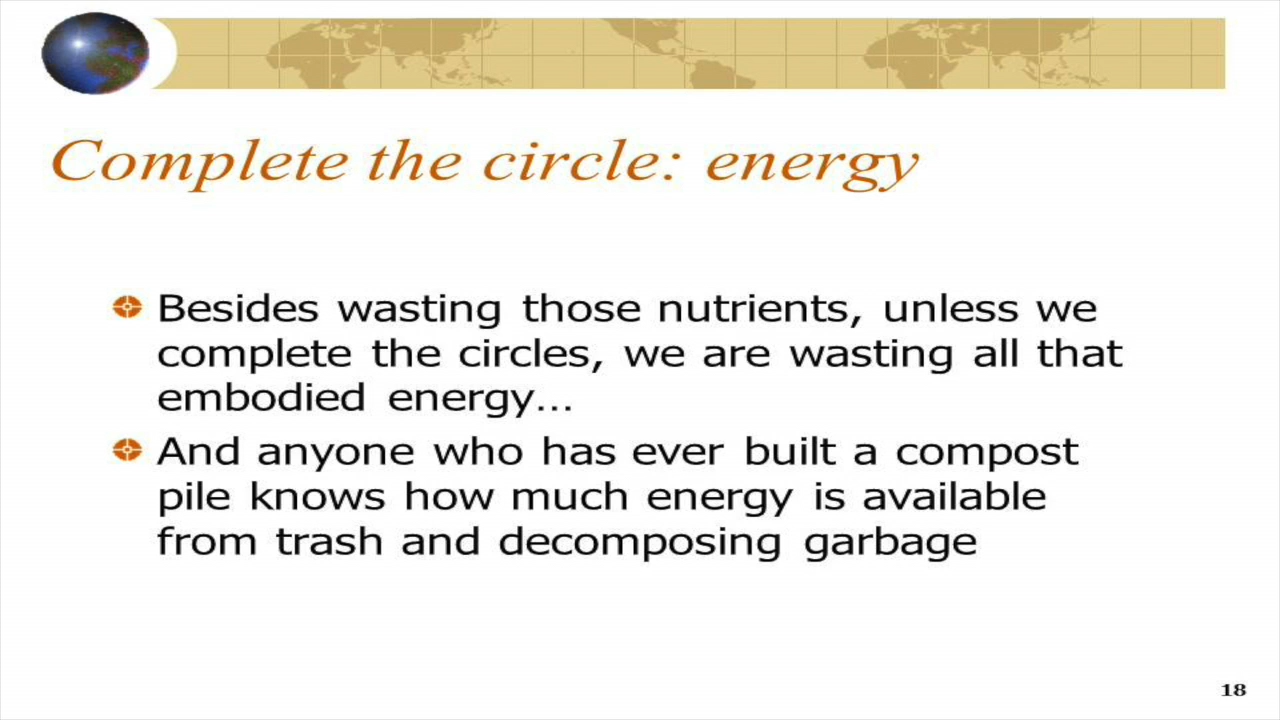 Complete the circle: energy
Besides wasting those nutrients, unless we
complete the circles, we are wasting all that
embodied energy...
And anyone who has ever built a compost
pile knows how much energy is available
from trash and decomposing garbage
18